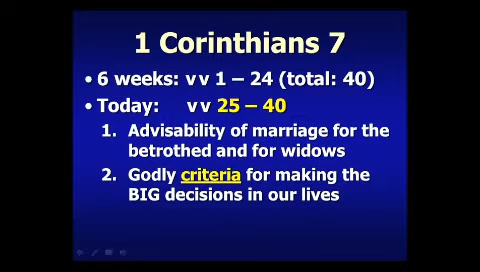 1 Corinthians 7
• 6 weeks: v v 1 – 24 (total: 40)
• Today: v v 25 – 40
1. Advisability of marriage for the
betrothed and for widows
2. Godly criteria for making the
BIG decisions in our lives